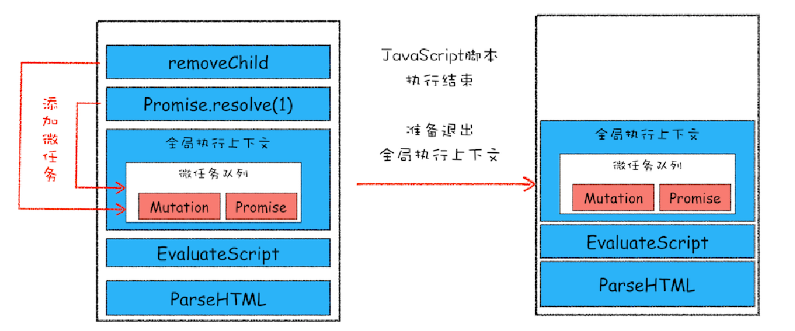 removeChild
Promise.resolve(1)
全局执行上下文
微任务队列
Mutation
Promise
EvaluateScript
ParseHTML
添加微任务
JavaScript脚本
执行结束
准备退出
全局执行上下文
全局执行上下文
微任务队列
Mutation
Promise
EvaluateScript
ParseHTML